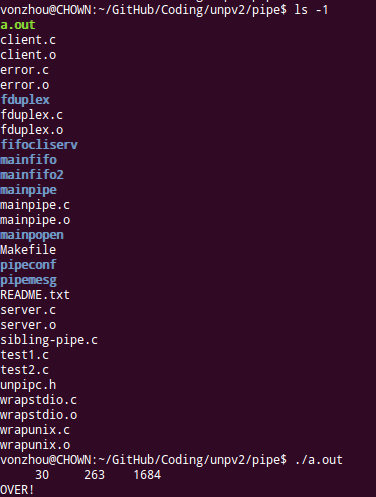 vonzhou@CHOWN:~/GitHub/Coding/unpv2/pipe$ ls -1
a.out
client.c
client.o
error.c
error.o
fduplex
fduplex.c
fduplex.o
fifocliserv
mainfifo
mainfifo2
mainpipe
mainpipe.c
mainpipe.o
mainpopen
Makefile
pipeconf
pipemesg
README.txt
server.c
server.o
sibling-pipe.c
test1.c
test2.c
unpipc.h
wrapstdio.c
wrapstdio.o
wrapunix.c
wrapunix.o
vonzhou@CHOWN:~/GitHub/Coding/unpv2/pipe$ ./a.out
30 263 1684
OVER!